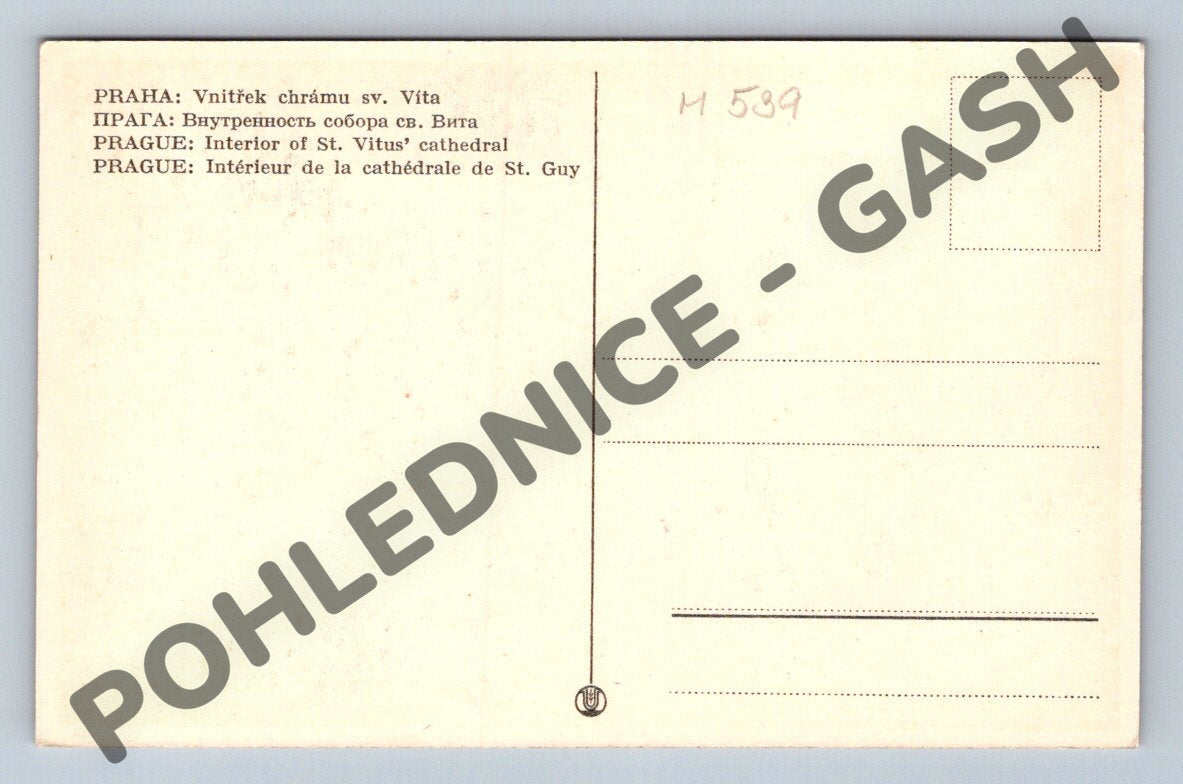 PRAHA: Vnitřek chrámu sv. Víta
ПРАГА: Внутренность собора св. Вита
PRAGUE: Interior of St. Vitus' cathedral
PRAGUE: Intérieur de la cathédrale de St. Guy
M 539
POHLEDNICE - GASH